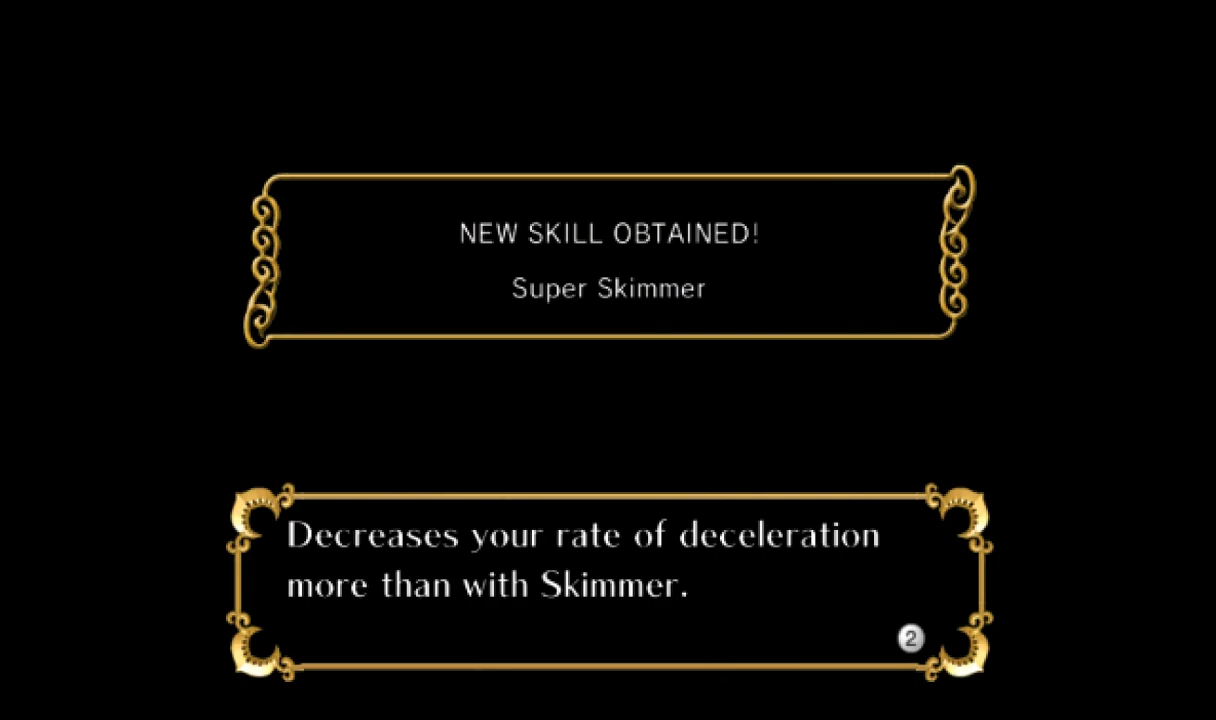 NEW SKILL OBTAINED!
Super Skimmer
Decreases your rate of deceleration
more than with Skimmer.
2